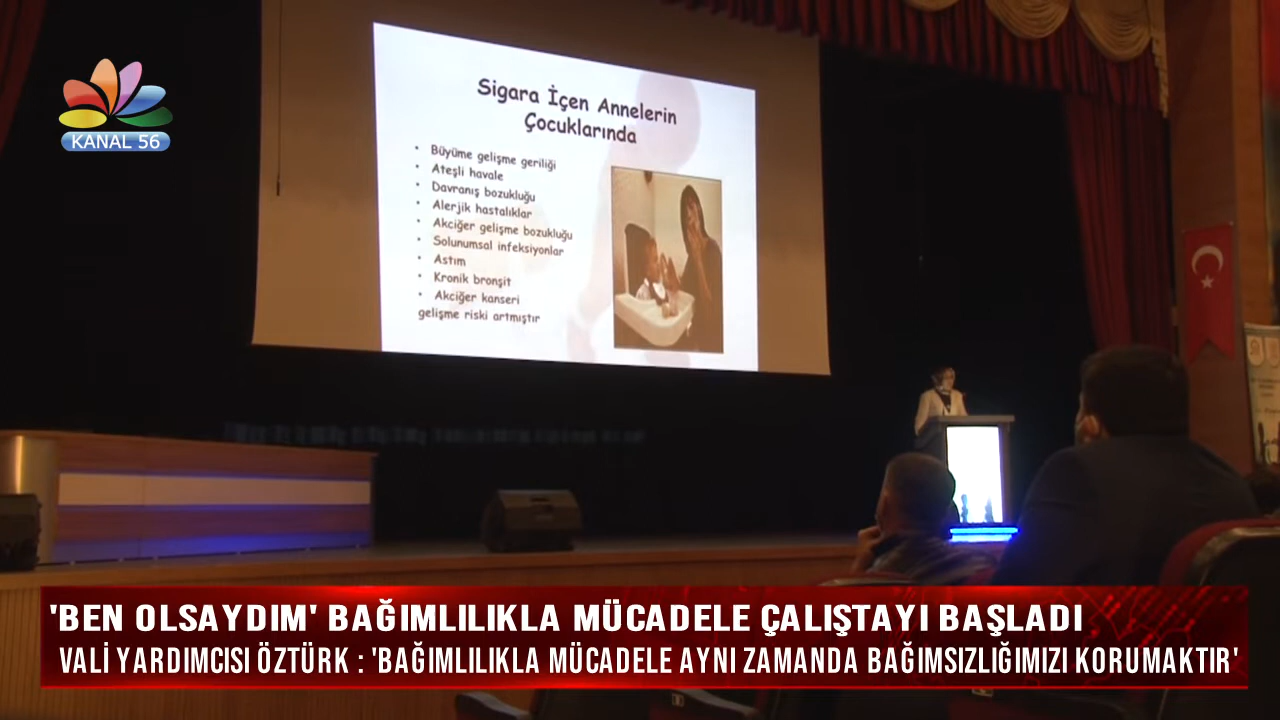 KANAL 56
Sigara İçen Annelerin
Çocuklarında
• Büyüme gelişme geriliği
• Ateşli havale
• Davranış bozukluğu
• Alerjik hastalıklar
• Akciğer gelişme bozukluğu
• Solunumsal infeksiyonlar
• Astım
• Kronik bronşit
• Akciğer kanseri
gelişme riski artmıştır
'BEN OLSAYDIM' BAĞIMLILIKLA MÜCADELE ÇALIŞTAYI BAŞLADI
VALİ YARDIMCISI ÖZTÜRK : 'BAĞIMLILIKLA MÜCADELE AYNI ZAMANDA BAĞIMSIZLIĞIMIZI KORUMAKTIR'